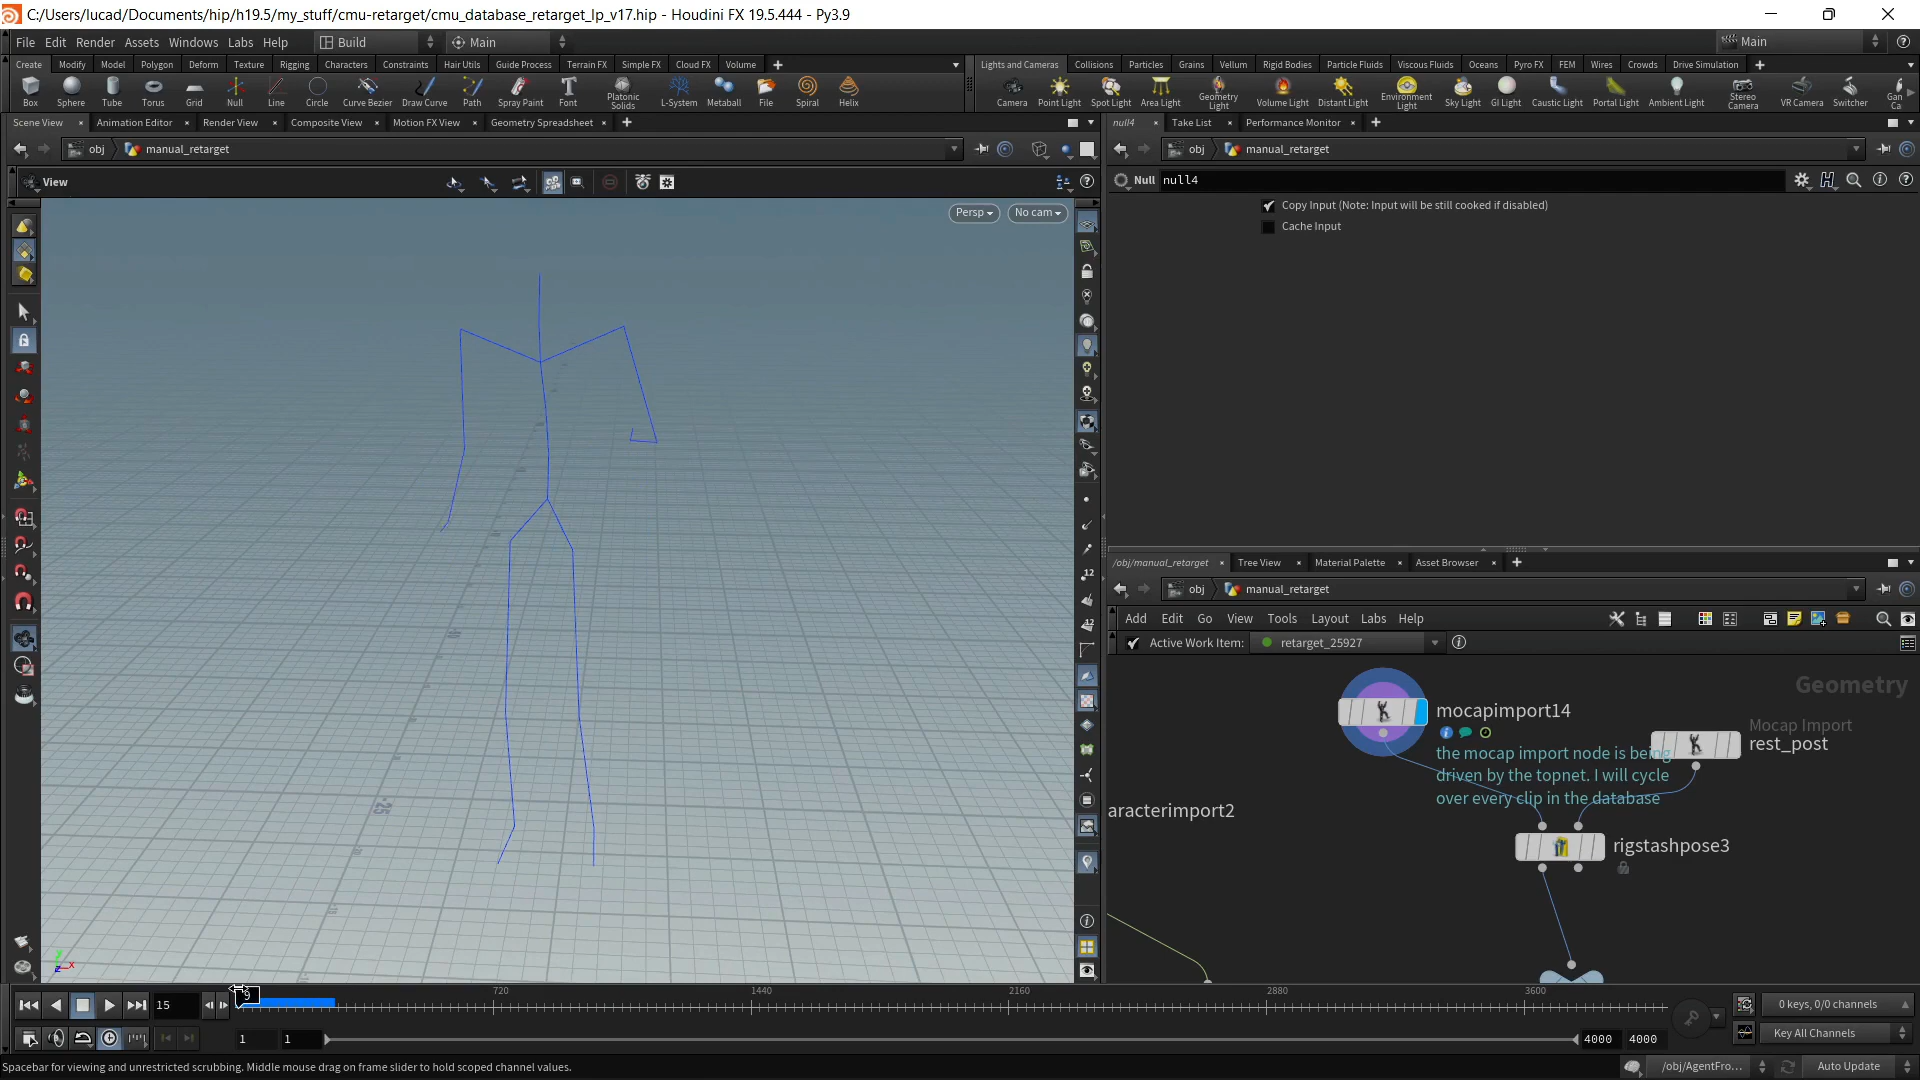 C:/Users/lucad/Documents/hip/h19.5/my_stuff/cmu-retarget/cmu_database_retarget_lp_v17.hip - Houdini FX 19.5.444 - Py3.9
File Edit Render Assets Windows Labs Help Build Main Main
Create Modify Model Polygon Deform Texture Rigging Characters Constraints Hair Utils Guide Process Terrain FX Simple FX Cloud FX Volume
Lights and Cameras Collisions Particles Grains Vellum Rigid Bodies Particle Fluids Viscous Fluids Oceans Pyro FX FEM Wires Crowds Drive Simulation
Box Sphere Tube Torus Grid Null Line Circle Curve Bezier Draw Curve Path Spray Paint Font Platonic Solids L-System Metaball File Spiral Helix
Camera Point Light Spot Light Area Light Geometry Light Volume Light Distant Light Environment Light Sky Light GI Light Caustic Light Portal Light Ambient Light Stereo Camera VR Camera Switcher Gan Ca
Scene View Animation Editor Render View Composite View Motion FX View Geometry Spreadsheet
null4 Take List Performance Monitor
obj manual_retarget
obj manual_retarget
View
Null null4
Persp No cam
Copy Input (Note: Input will be still cooked if disabled)
Cache Input
/obj/manual_retarget Tree View Material Palette Asset Browser
obj manual_retarget
Add Edit Go View Tools Layout Labs Help
Active Work Item: retarget_25927
Geometry
mocapimport14
Mocap Import
rest_post
the mocap import node is being
driven by the topnet. I will cycle
over every clip in the database
aracterimport2
rigstashpose3
15 9 720 1440 2160 2880 3600
0 keys, 0/0 channels
1 1 4000 4000
Key All Channels
Spacebar for viewing and unrestricted scrubbing. Middle mouse drag on frame slider to hold scoped channel values.
/obj/AgentFro... Auto Update